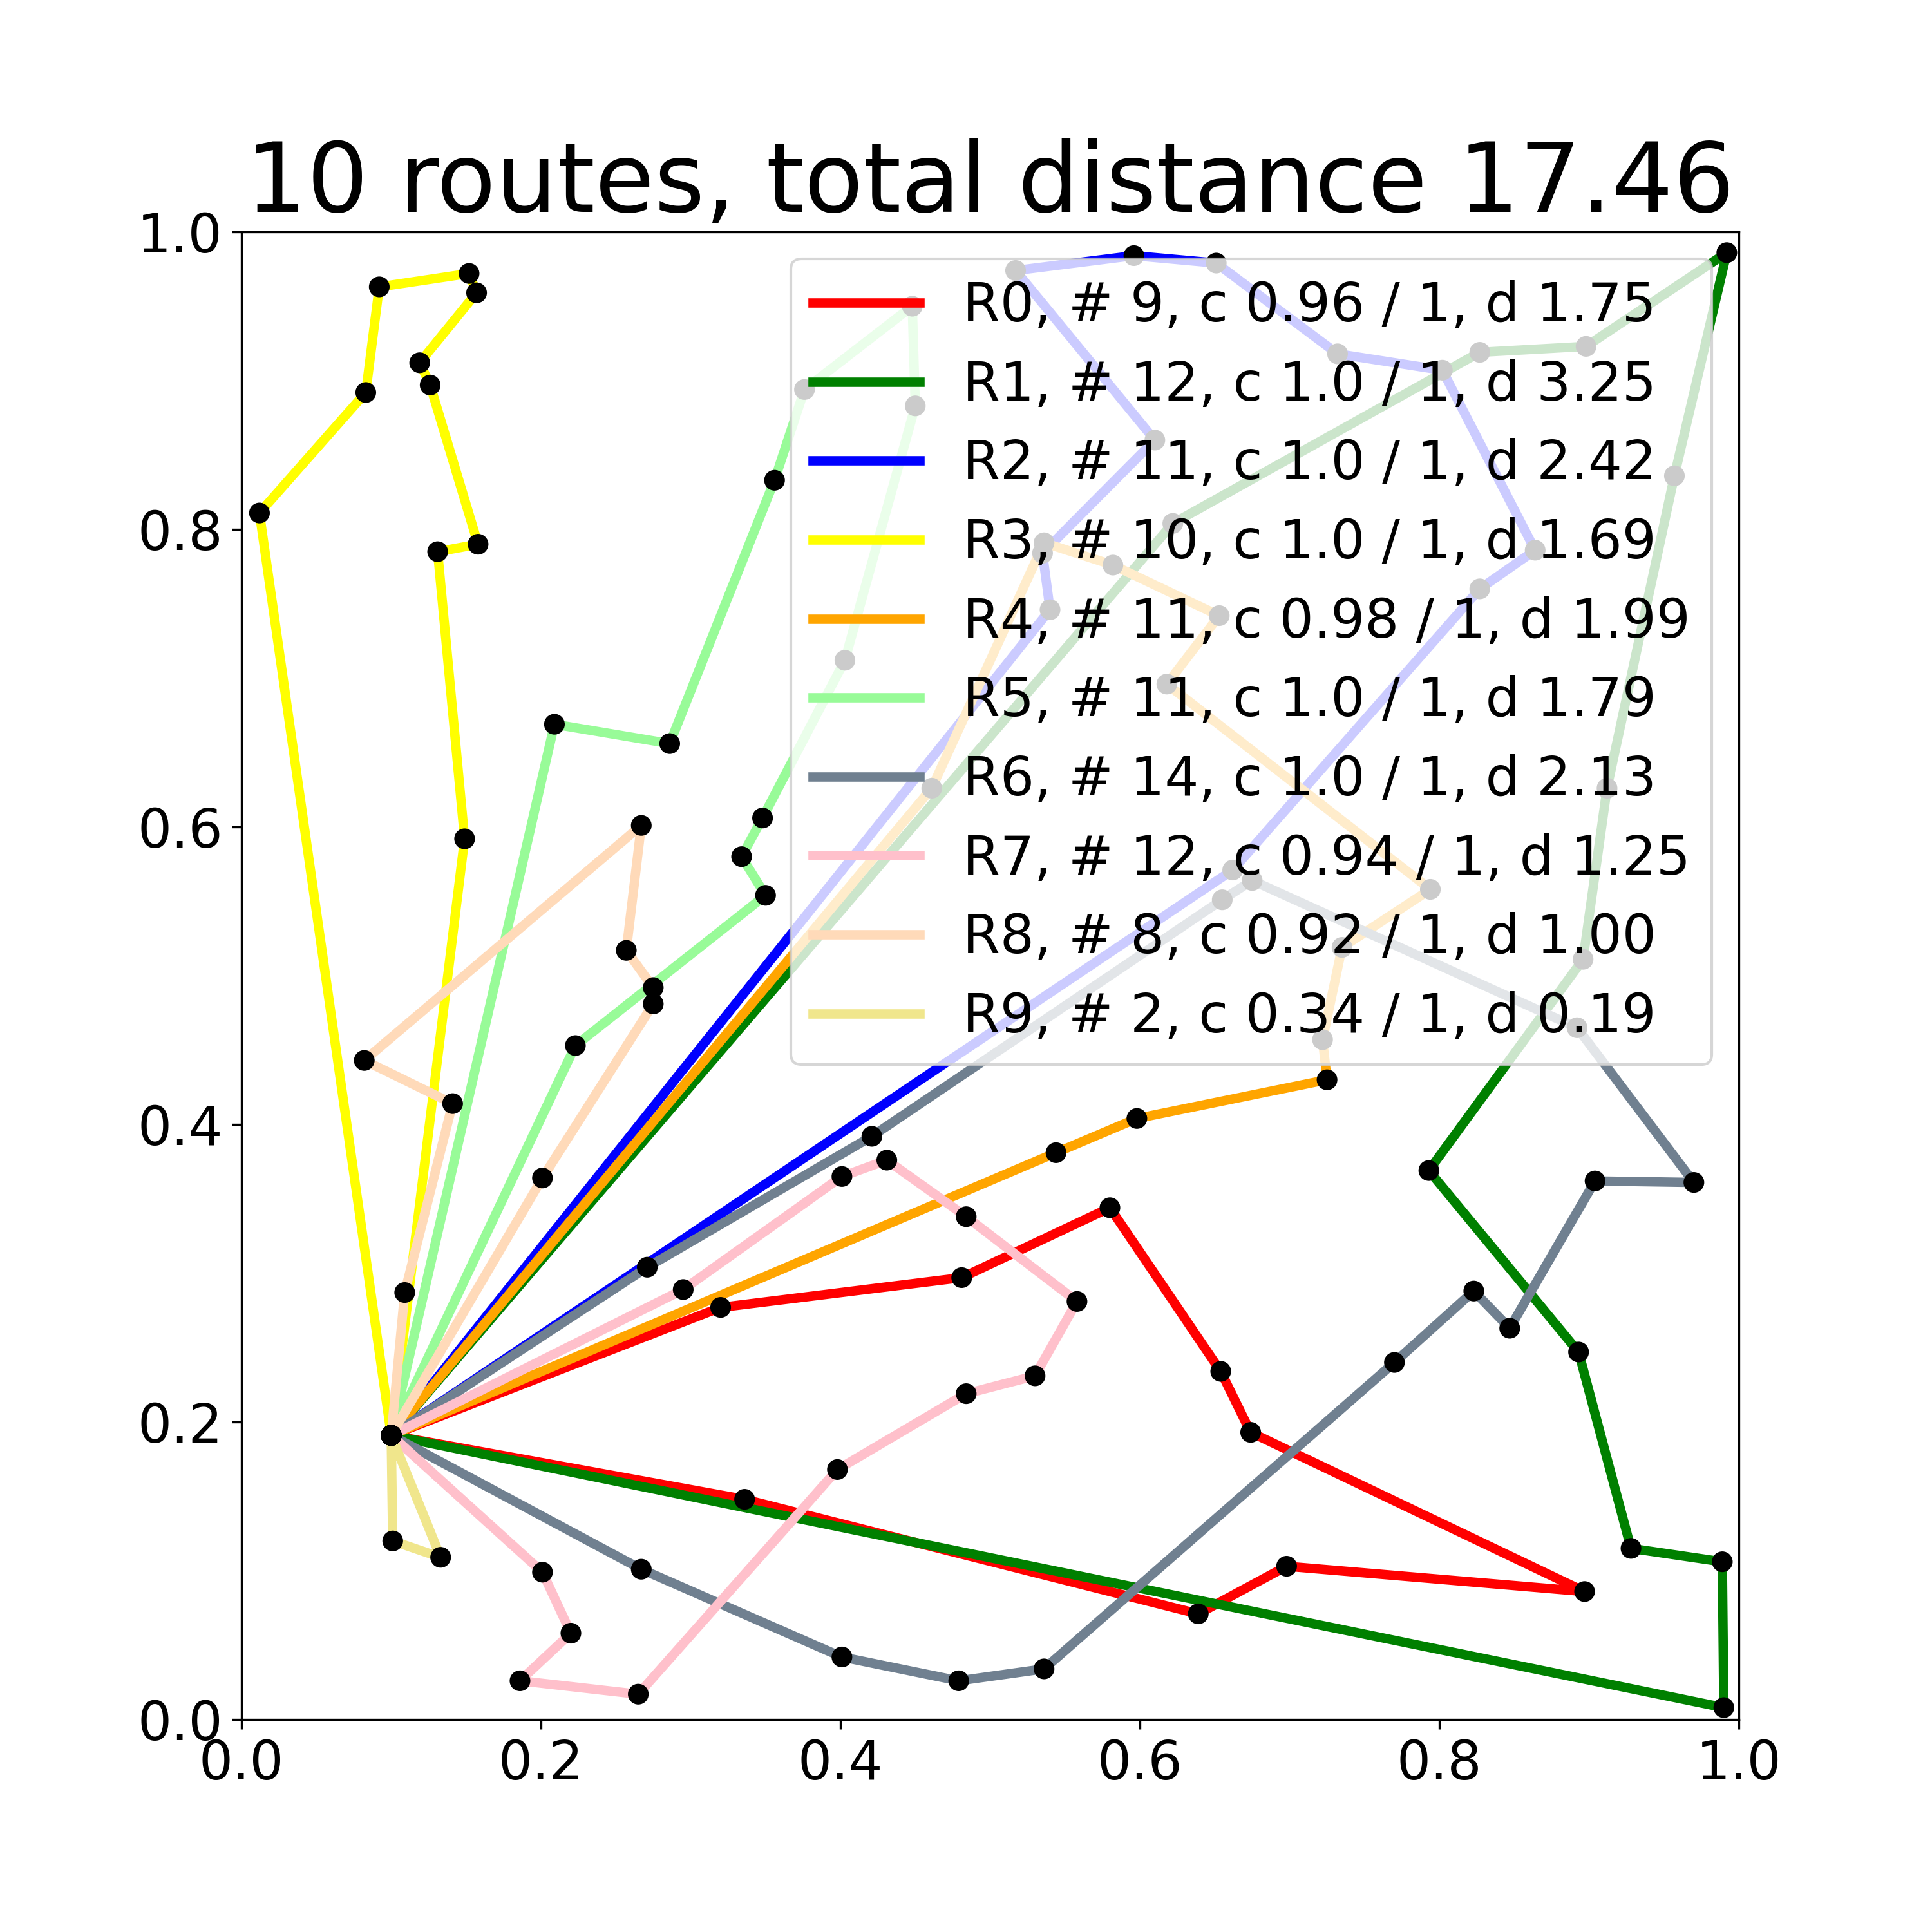 10 routes, total distance 17.46
1.0
0.8
0.6
0.4
0.2
0.0
R0, # 9, c 0.96 / 1, d 1.75
R1, # 12, c 1.0 / 1, d 3.25
R2, # 11, c 1.0 / 1, d 2.42
R3, # 10, c 1.0 / 1, d 1.69
R4, # 11, c 0.98 / 1, d 1.99
R5, # 11, c 1.0 / 1, d 1.79
R6, # 14, c 1.0 / 1, d 2.13
R7, # 12, c 0.94 / 1, d 1.25
R8, # 8, c 0.92 / 1, d 1.00
R9, # 2, c 0.34 / 1, d 0.19
0.0 0.2 0.4 0.6 0.8 1.0